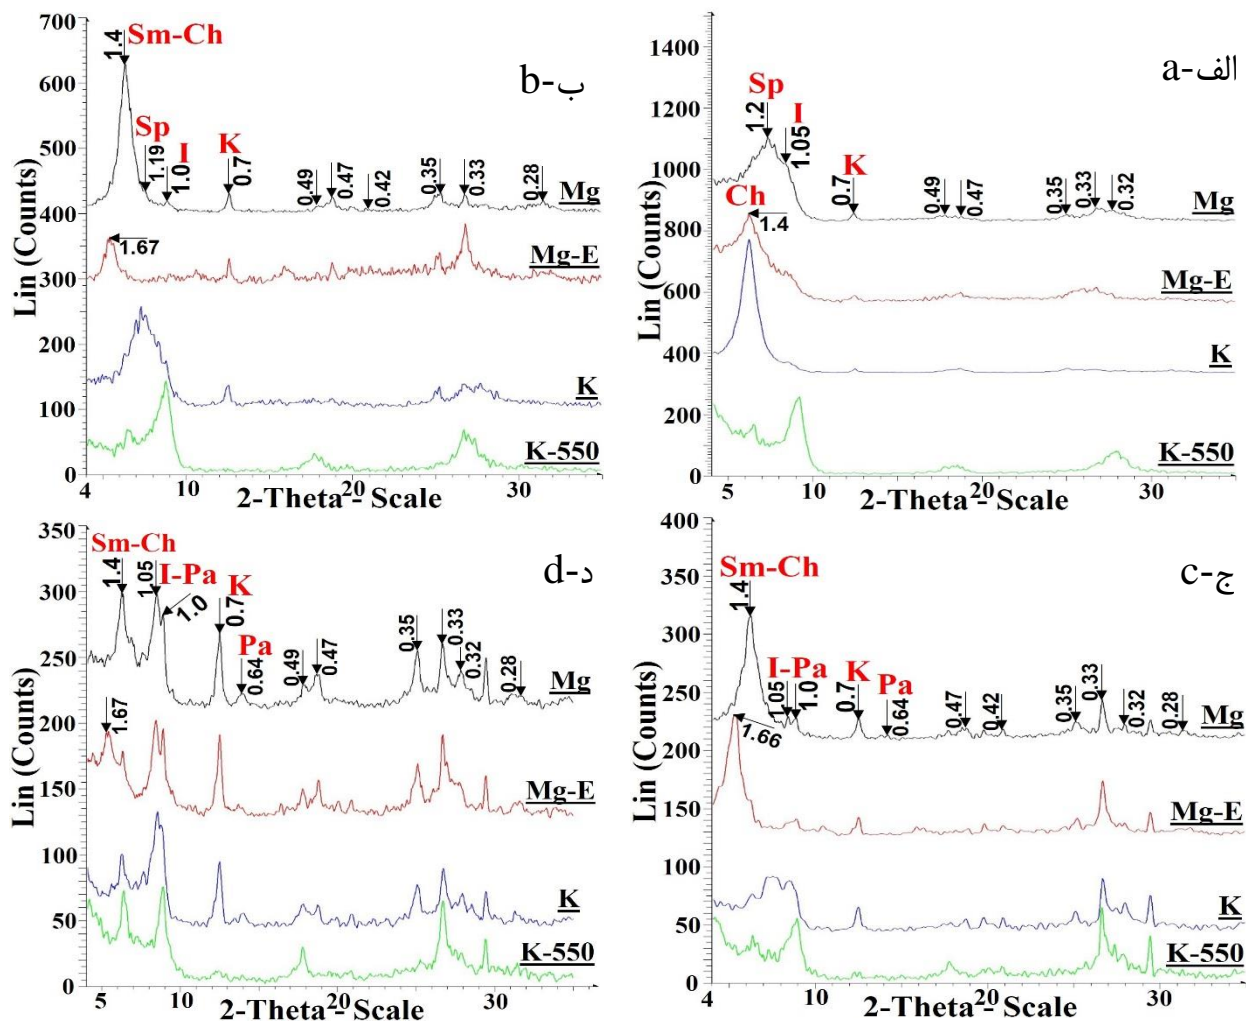 700
600
500
400
300
200
100
0
Lin (Counts)
b-ب
Sm-Ch
1.4
Sp
1.19
I
1.0
K
0.7
0.49
0.47
0.42
0.35
0.33
0.28
Mg
1.67
Mg-E
K
K-550
4
10
20
30
2-Theta - Scale
1400
1200
1000
800
600
400
200
0
Lin (Counts)
a-الف
Sp
1.2
I
1.05
K
0.7
0.49
0.47
0.35
0.33
0.32
Mg
Ch
1.4
Mg-E
K
K-550
5
10
20
30
2-Theta - Scale
350
300
250
200
150
100
50
0
Lin (Counts)
d-د
Sm-Ch
1.4
1.05
I-Pa
1.0
K
0.7
Pa
0.64
0.49
0.47
0.35
0.33
0.32
0.28
Mg
1.67
Mg-E
K
K-550
4
10
20
30
2-Theta - Scale
400
350
300
250
200
150
100
50
0
Lin (Counts)
c-ج
Sm-Ch
1.4
I-Pa
1.05
1.0
K
0.7
Pa
0.64
0.47
0.42
0.35
0.33
0.32
0.28
Mg
1.66
Mg-E
K
K-550
4
10
20
30
2-Theta - Scale